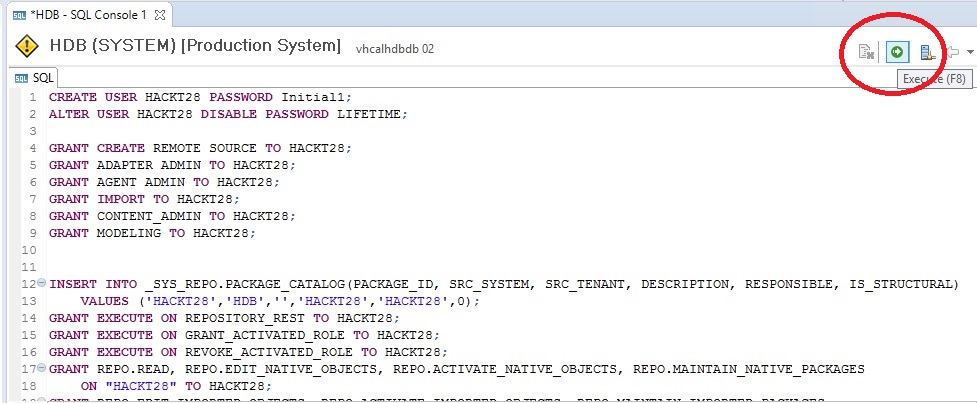 SQL *HDB - SQL Console 1
HDB (SYSTEM) [Production System] vhcalhdbdb 02
Execute (F8)
SQL SQL
1 CREATE USER HACKT28 PASSWORD Initial1;
2 ALTER USER HACKT28 DISABLE PASSWORD LIFETIME;
3
4 GRANT CREATE REMOTE SOURCE TO HACKT28;
5 GRANT ADAPTER ADMIN TO HACKT28;
6 GRANT AGENT ADMIN TO HACKT28;
7 GRANT IMPORT TO HACKT28;
8 GRANT CONTENT_ADMIN TO HACKT28;
9 GRANT MODELING TO HACKT28;
10
11
12 INSERT INTO _SYS_REPO.PACKAGE_CATALOG(PACKAGE_ID, SRC_SYSTEM, SRC_TENANT, DESCRIPTION, RESPONSIBLE, IS_STRUCTURAL)
13 VALUES ('HACKT28','HDB','','HACKT28','HACKT28',0);
14 GRANT EXECUTE ON REPOSITORY_REST TO HACKT28;
15 GRANT EXECUTE ON GRANT_ACTIVATED_ROLE TO HACKT28;
16 GRANT EXECUTE ON REVOKE_ACTIVATED_ROLE TO HACKT28;
17 GRANT REPO.READ, REPO.EDIT_NATIVE_OBJECTS, REPO.ACTIVATE_NATIVE_OBJECTS, REPO.MAINTAIN_NATIVE_PACKAGES
18 ON "HACKT28" TO HACKT28;